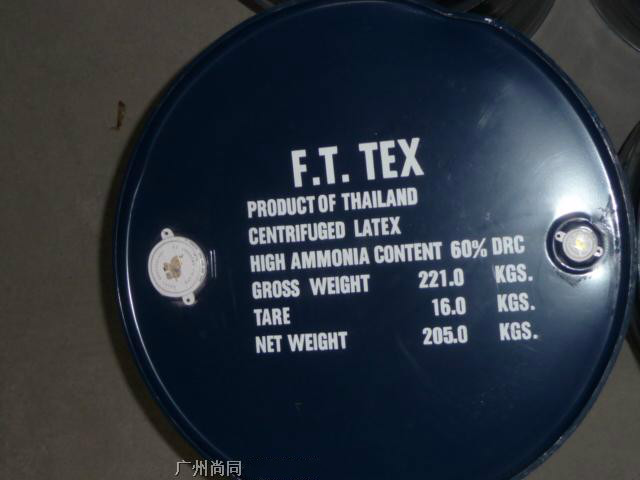 F.T. TEX
PRODUCT OF THAILAND
CENTRIFUGED LATEX
HIGH AMMONIA CONTENT 60% DRC
GROSS WEIGHT 221.0 KGS.
TARE 16.0 KGS.
NET WEIGHT 205.0 KGS.
广州尚同